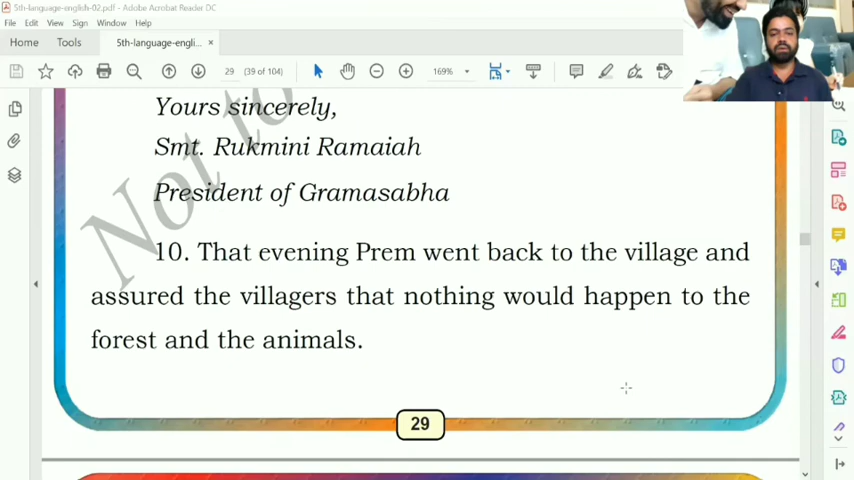 5th-language-english-02.pdf - Adobe Acrobat Reader DC
File Edit View Sign Window Help
Home Tools 5th-language-engli... ×
29 (39 of 104) 169%
Yours sincerely,
Smt. Rukmini Ramaiah
President of Gramasabha
Not to
10. That evening Prem went back to the village and
assured the villagers that nothing would happen to the
forest and the animals.
29